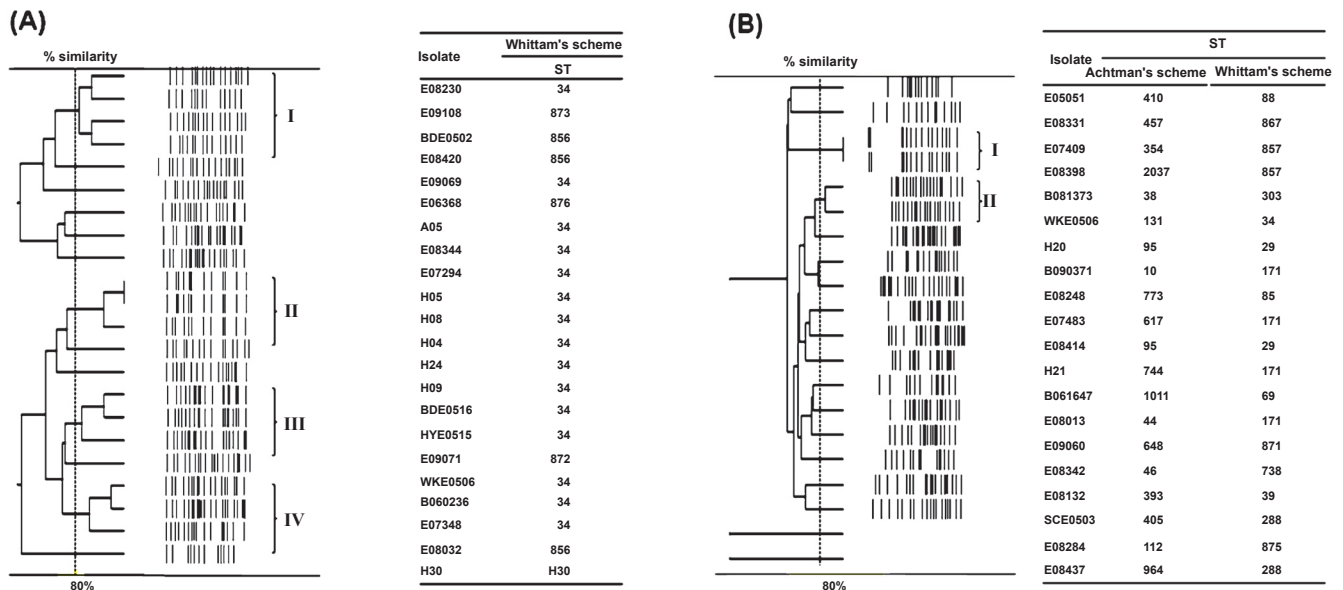 (A)
% similarity
Isolate
Whittam's scheme
ST
E08230 34
E09108 873
BDE0502 856
E08420 856
E09069 34
E06368 876
A05 34
E08344 34
E07294 34
H05 34
H08 34
H04 34
H24 34
H09 34
BDE0516 34
HYE0515 34
E09071 872
WKE0506 34
B060236 34
E07348 34
E08032 856
H30 H30
I
II
III
IV
80%
(B)
% similarity
Isolate
ST
Achtman's scheme Whittam's scheme
E05051 410 88
E08331 457 867
E07409 354 857
E08398 2037 857
B081373 38 303
WKE0506 131 34
H20 95 29
B090371 10 171
E08248 773 85
E07483 617 171
E08414 95 29
H21 744 171
B061647 1011 69
E08013 44 171
E09060 648 871
E08342 46 738
E08132 393 39
SCE0503 405 288
E08284 112 875
E08437 964 288
I
II
80%